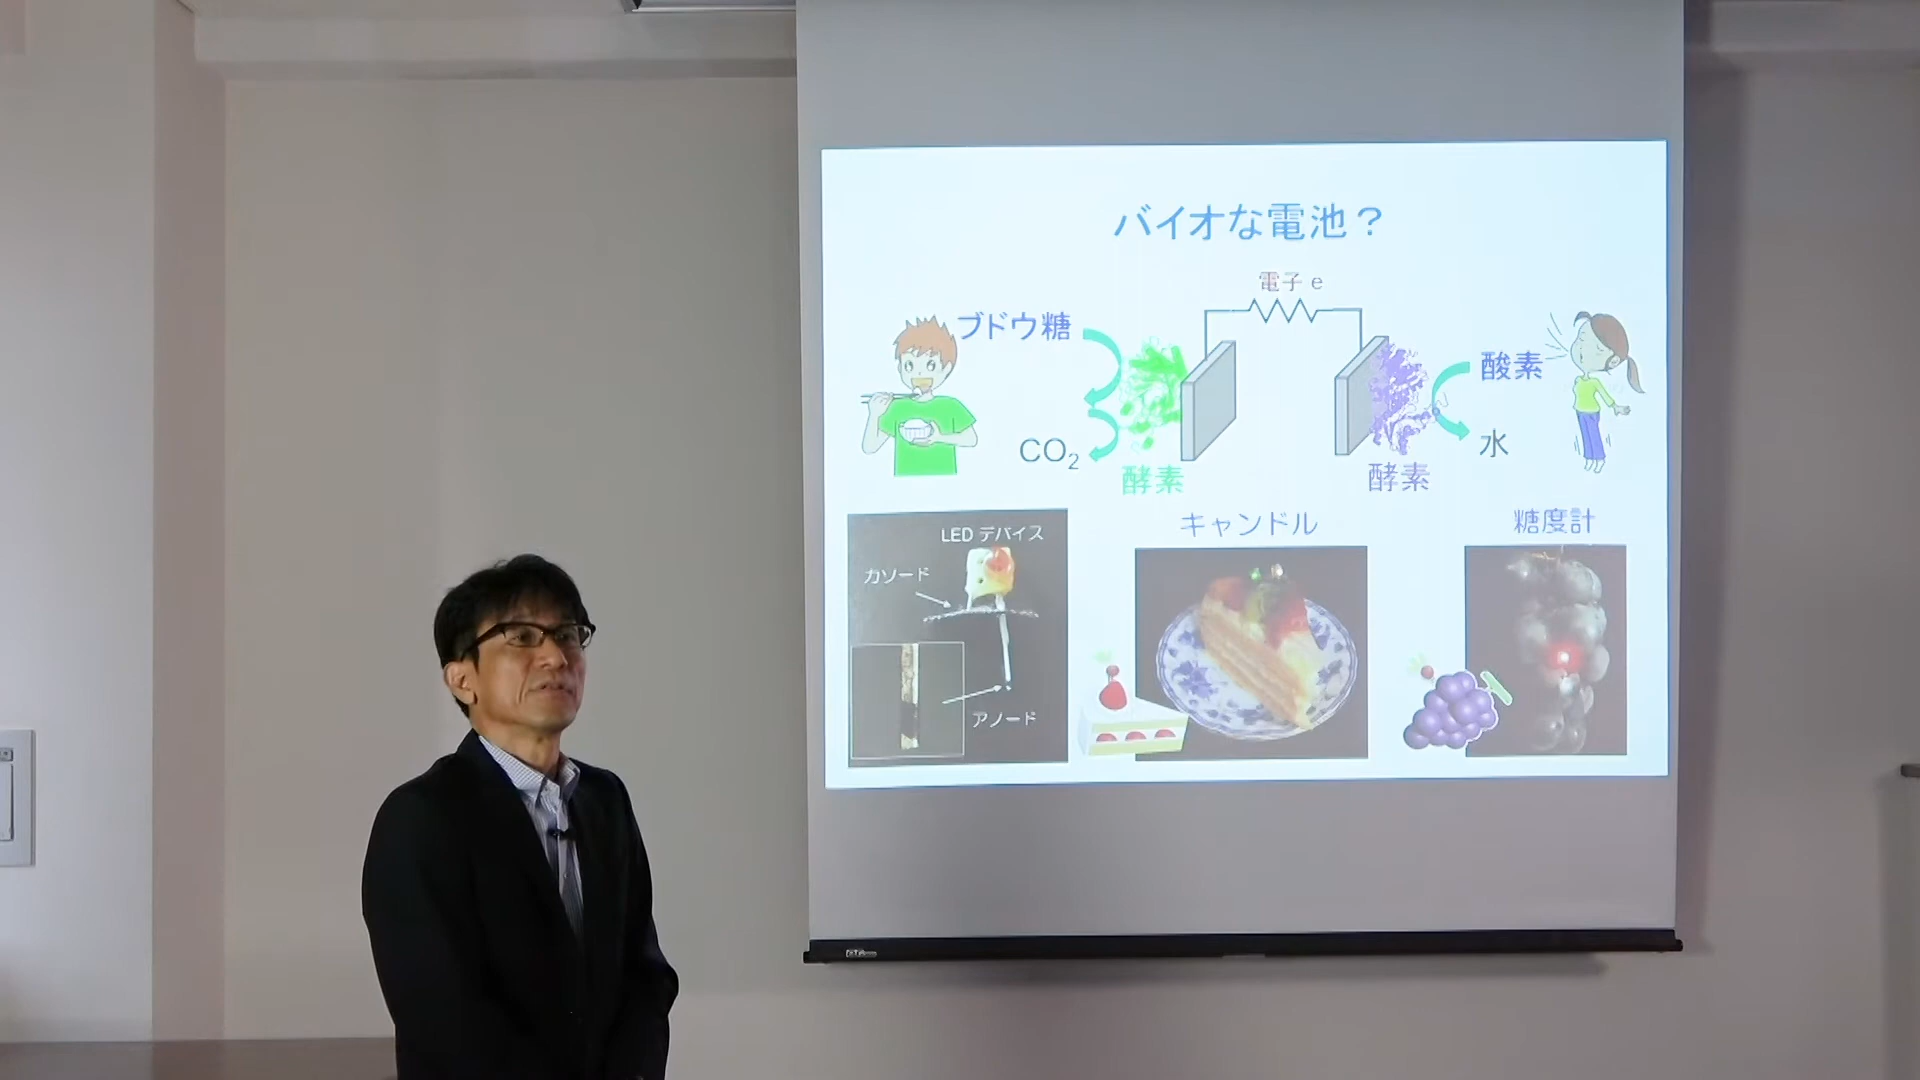 バイオな電池？
電子 e
ブドウ糖
酸素
CO₂
水
酵素
酵素
LED デバイス
カソード
アノード
キャンドル
糖度計